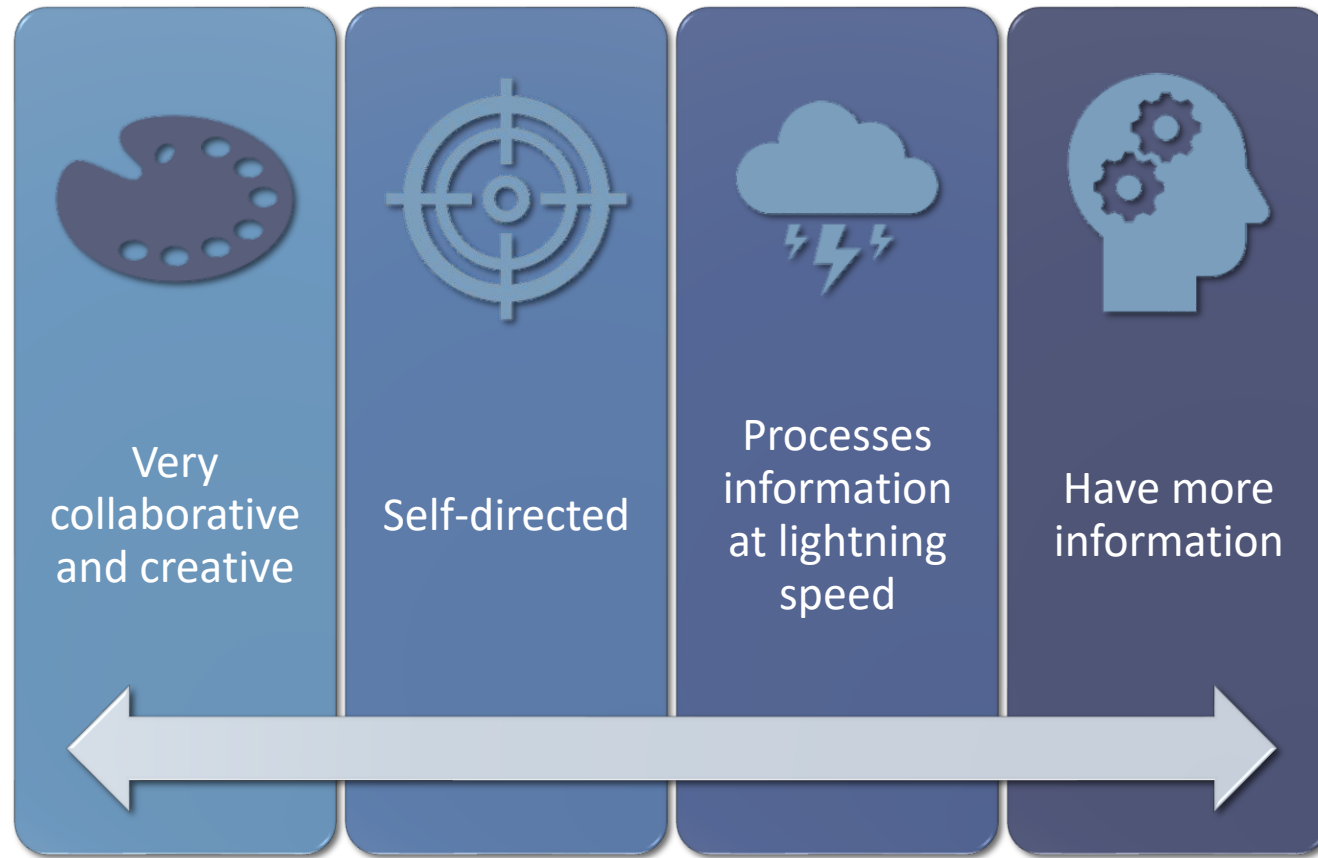 Very
collaborative
and creative
Self-directed
Processes
information
at lightning
speed
Have more
information